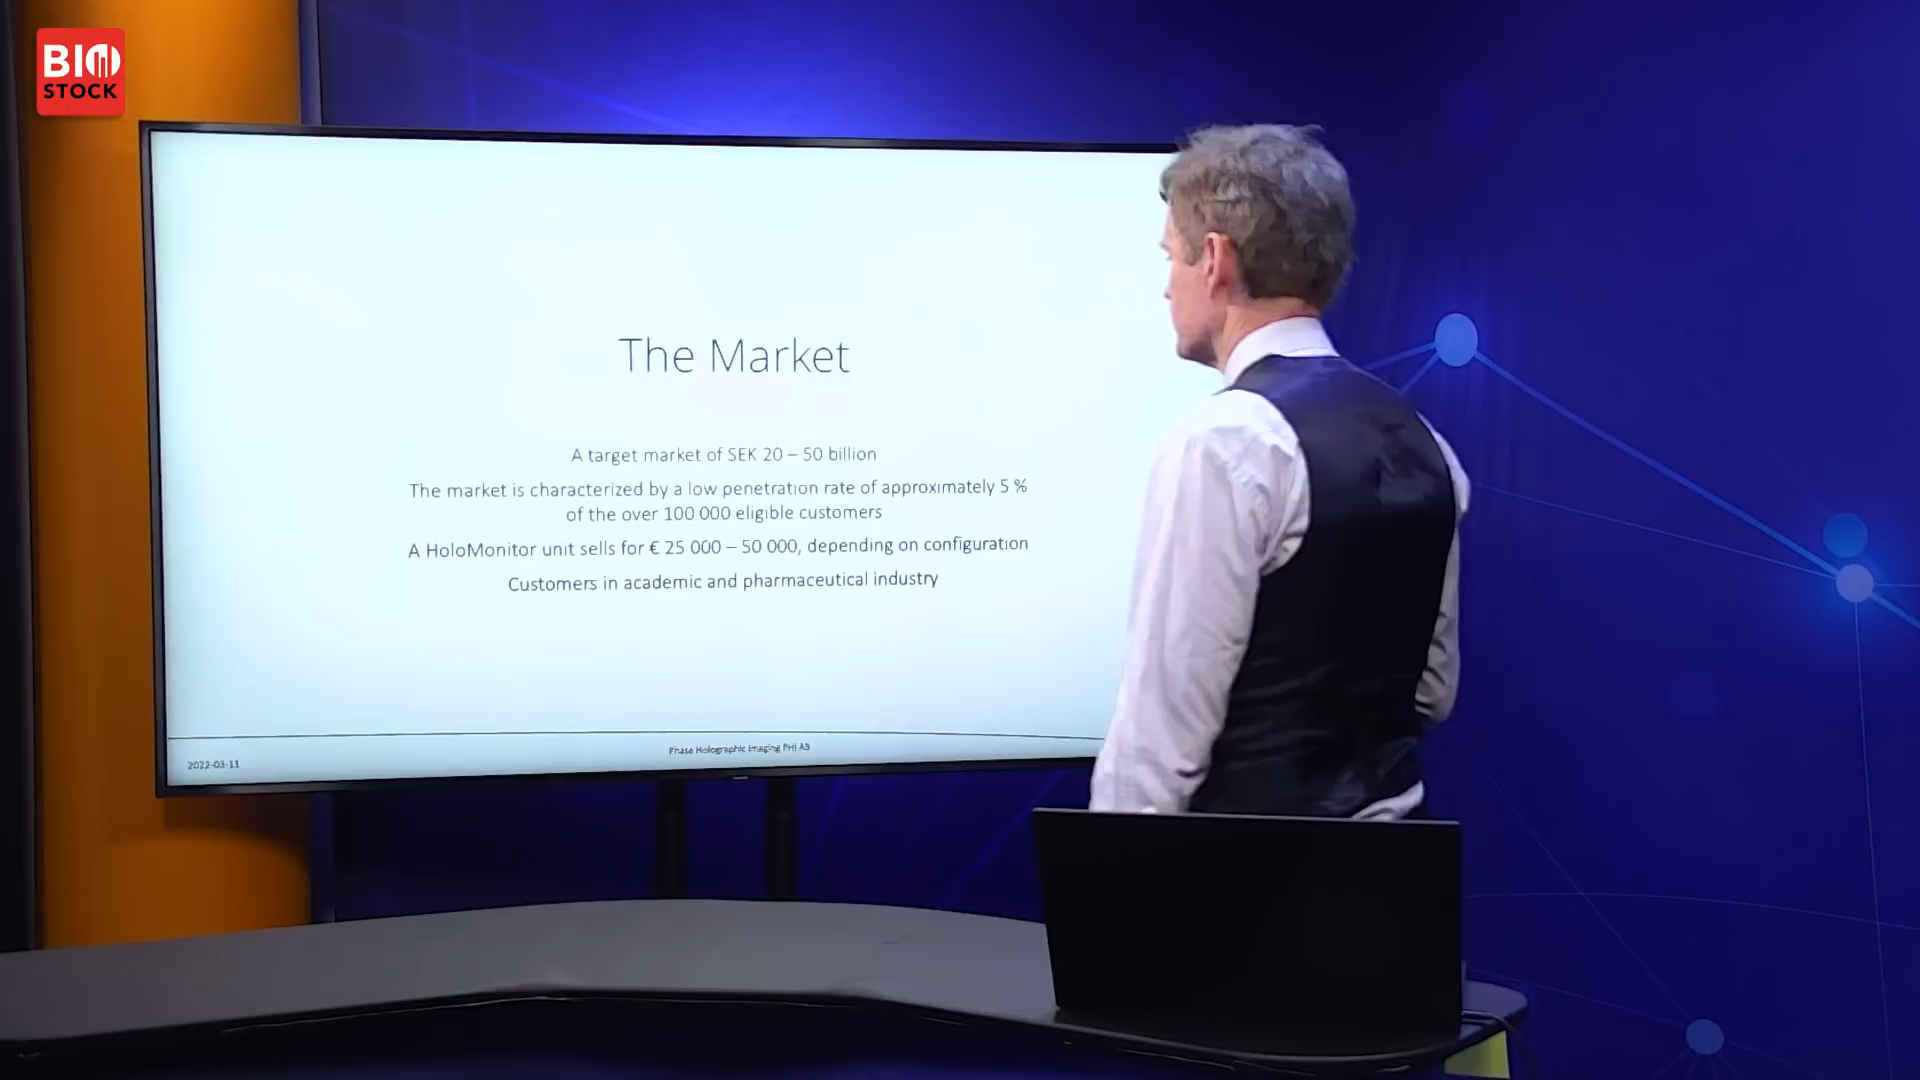 BIO
STOCK
The Market
A target market of SEK 20 – 50 billion
The market is characterized by a low penetration rate of approximately 5 %
of the over 100 000 eligible customers
A HoloMonitor unit sells for € 25 000 – 50 000, depending on configuration
Customers in academic and pharmaceutical industry
Phase Holographic Imaging PHI AB
2022-03-11